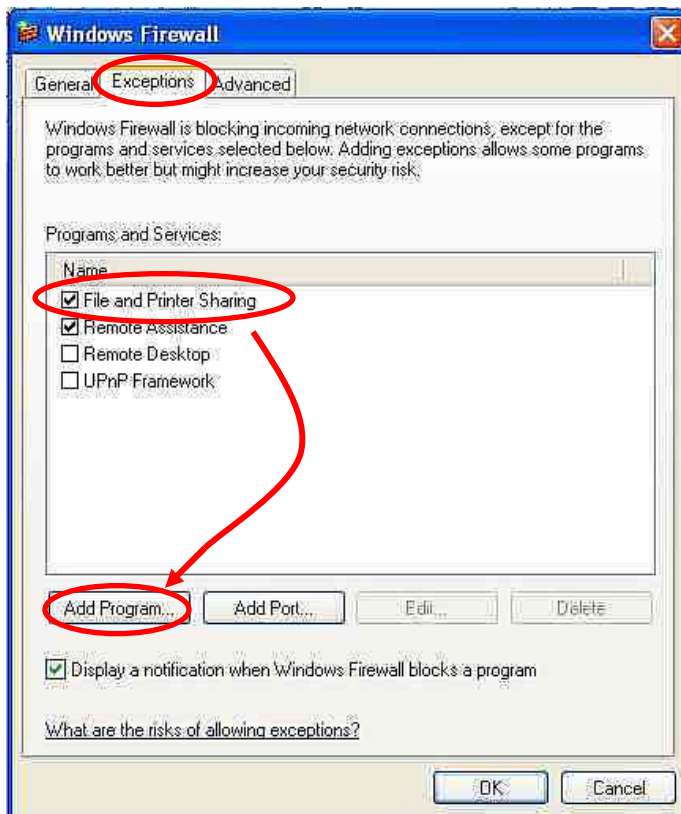 Windows Firewall
General Exceptions Advanced
Windows Firewall is blocking incoming network connections, except for the
programs and services selected below. Adding exceptions allows some programs
to work better but might increase your security risk.
Programs and Services:
Name
File and Printer Sharing
Remote Assistance
Remote Desktop
UPnP Framework
Add Program... Add Port... Edit... Delete
Display a notification when Windows Firewall blocks a program
What are the risks of allowing exceptions?
OK Cancel